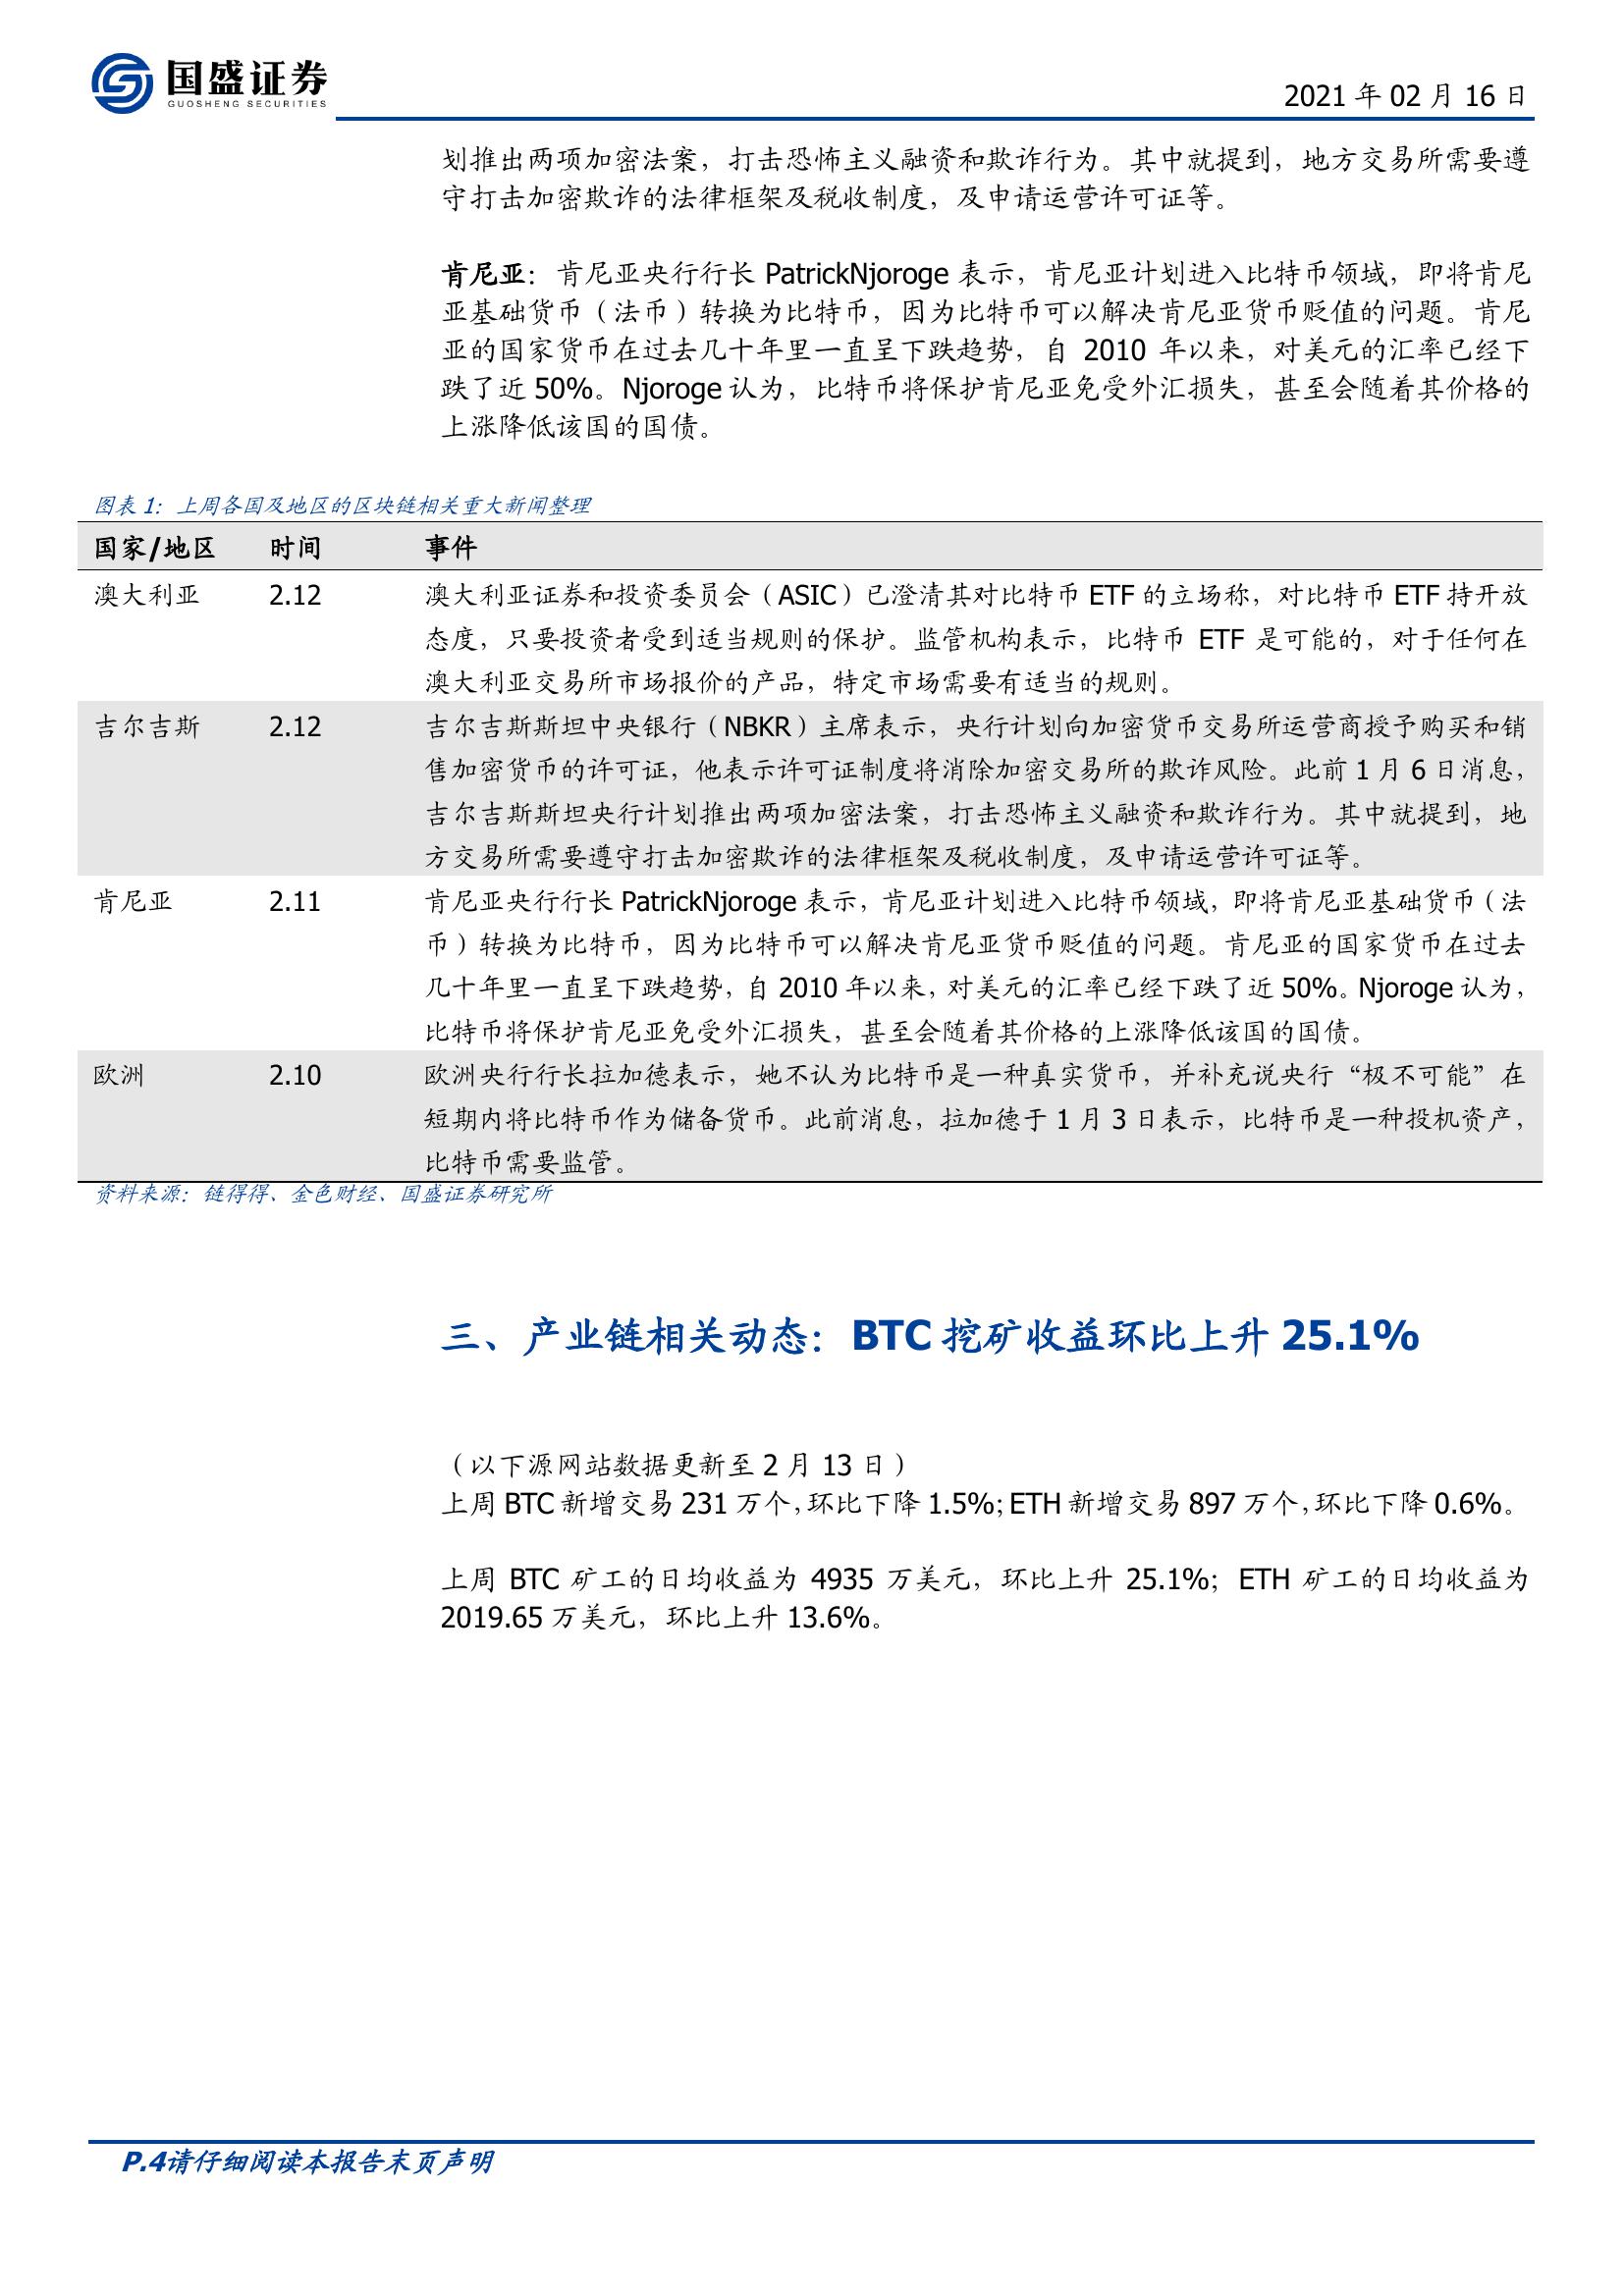 国盛证券
GUOSHENG SECURITIES
2021 年 02 月 16 日
划推出两项加密法案，打击恐怖主义融资和欺诈行为。其中就提到，地方交易所需要遵
守打击加密欺诈的法律框架及税收制度，及申请运营许可证等。
肯尼亚：肯尼亚央行行长 PatrickNjoroge 表示，肯尼亚计划进入比特币领域，即将肯尼
亚基础货币（法币）转换为比特币，因为比特币可以解决肯尼亚货币贬值的问题。肯尼
亚的国家货币在过去几十年里一直呈下跌趋势，自 2010 年以来，对美元的汇率已经下
跌了近 50%。Njoroge 认为，比特币将保护肯尼亚免受外汇损失，甚至会随着其价格的
上涨降低该国的国债。
图表 1：上周各国及地区的区块链相关重大新闻整理
国家/地区 时间 事件
澳大利亚 2.12 澳大利亚证券和投资委员会（ASIC）已澄清其对比特币 ETF 的立场称，对比特币 ETF 持开放
态度，只要投资者受到适当规则的保护。监管机构表示，比特币 ETF 是可能的，对于任何在
澳大利亚交易所市场报价的产品，特定市场需要有适当的规则。
吉尔吉斯 2.12 吉尔吉斯斯坦中央银行（NBKR）主席表示，央行计划向加密货币交易所运营商授予购买和销
售加密货币的许可证，他表示许可证制度将消除加密交易所的欺诈风险。此前 1 月 6 日消息，
吉尔吉斯斯坦央行计划推出两项加密法案，打击恐怖主义融资和欺诈行为。其中就提到，地
方交易所需要遵守打击加密欺诈的法律框架及税收制度，及申请运营许可证等。
肯尼亚 2.11 肯尼亚央行行长 PatrickNjoroge 表示，肯尼亚计划进入比特币领域，即将肯尼亚基础货币（法
币）转换为比特币，因为比特币可以解决肯尼亚货币贬值的问题。肯尼亚的国家货币在过去
几十年里一直呈下跌趋势，自 2010 年以来，对美元的汇率已经下跌了近 50%。Njoroge 认为，
比特币将保护肯尼亚免受外汇损失，甚至会随着其价格的上涨降低该国的国债。
欧洲 2.10 欧洲央行行长拉加德表示，她不认为比特币是一种真实货币，并补充说央行“极不可能”在
短期内将比特币作为储备货币。此前消息，拉加德于 1 月 3 日表示，比特币是一种投机资产，
比特币需要监管。
资料来源：链得得、金色财经、国盛证券研究所
三、产业链相关动态：BTC 挖矿收益环比上升 25.1%
（以下源网站数据更新至 2 月 13 日）
上周 BTC 新增交易 231 万个，环比下降 1.5%；ETH 新增交易 897 万个，环比下降 0.6%。
上周 BTC 矿工的日均收益为 4935 万美元，环比上升 25.1%；ETH 矿工的日均收益为
2019.65 万美元，环比上升 13.6%。
P.4请仔细阅读本报告末页声明